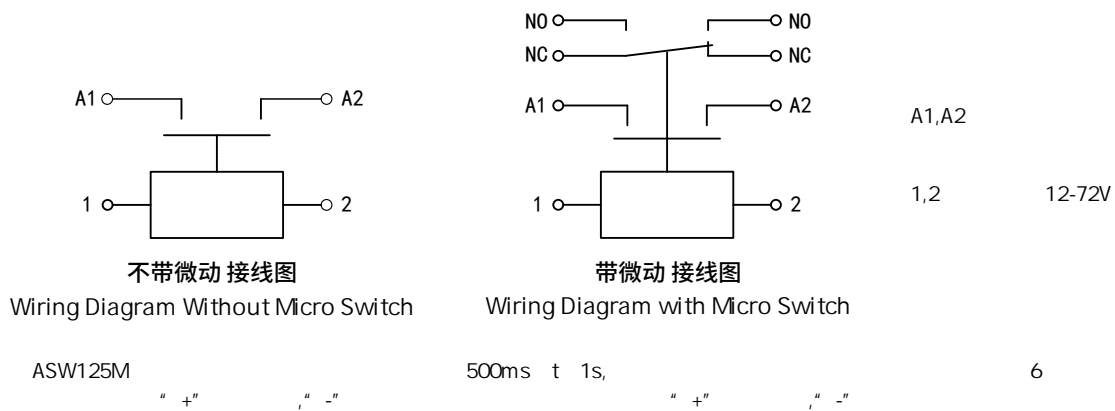 NO NO
NC NC
A1 A2
1 2
不带微动 接线图
Wiring Diagram Without Micro Switch
A1 A2
1 2
带微动 接线图
Wiring Diagram with Micro Switch
A1,A2
1,2 12-72V
ASW125M 500ms t 1s, 6
“ +” ,“ -” “ +” ,“ -”